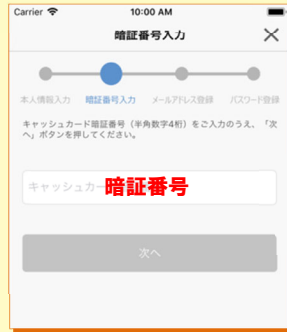 Carrier 10:00 AM
暗証番号入力
本人情報入力 暗証番号入力 メールアドレス登録 パスワード登録
キャッシュカード暗証番号（半角数字4桁）をご入力のうえ、「次
へ」ボタンを押してください。
キャッシュカー
暗証番号
次へ